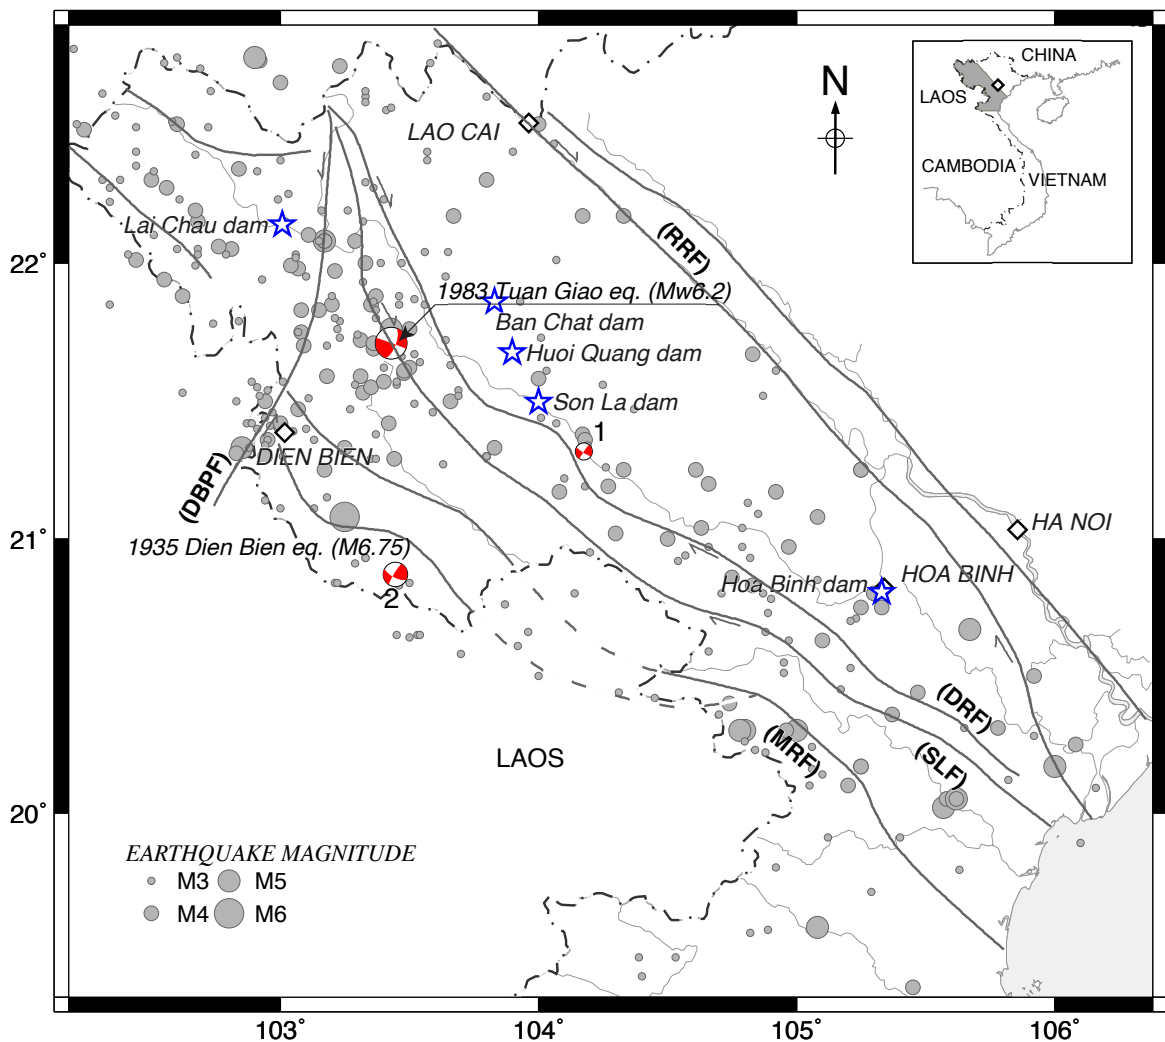 N
CHINA
LAOS
CAMBODIA
VIETNAM
LAO CAI
Lai Chau dam
(RRF)
22°
1983 Tuan Giao eq. (Mw6.2)
Ban Chat dam
Huoi Quang dam
Son La dam
1
DIEN BIEN
(DBPF)
HA NOI
21°
1935 Dien Bien eq. (M6.75)
Hoa Binh dam
HOA BINH
2
(DRF)
(MRF)
(SLF)
LAOS
20°
EARTHQUAKE MAGNITUDE
M3 M5
M4 M6
103° 104° 105° 106°